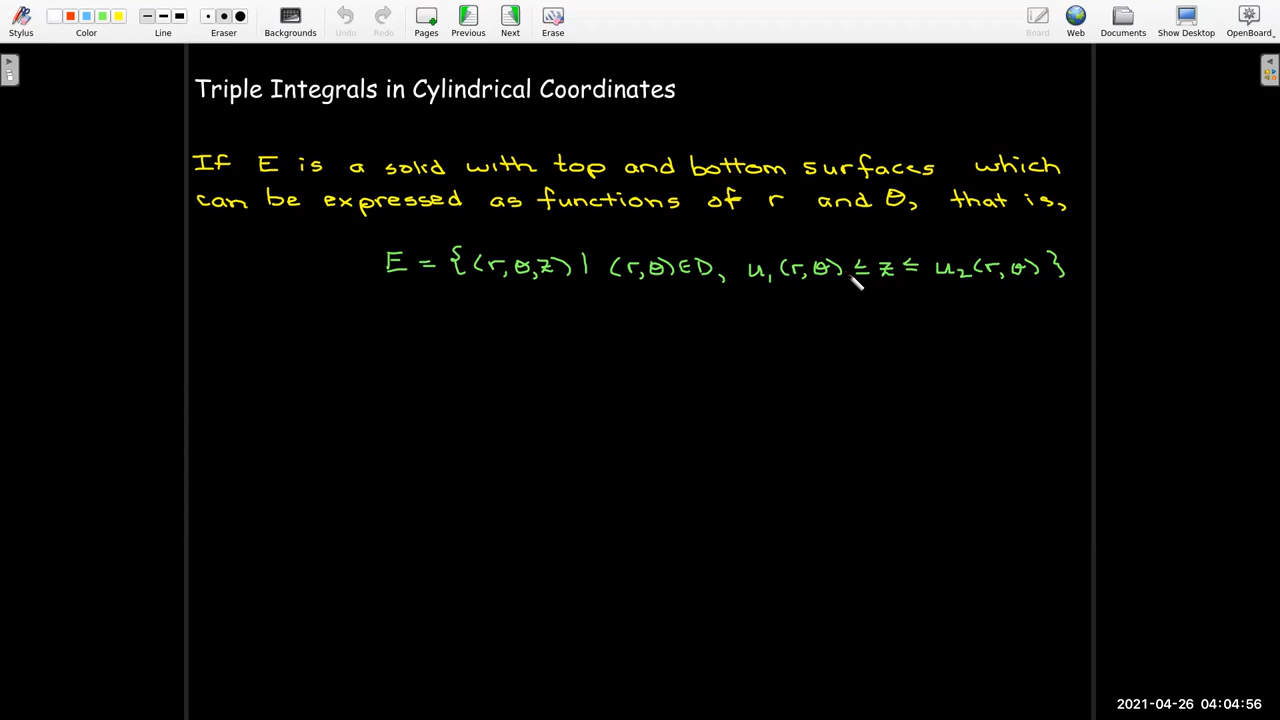 Stylus Color Line Eraser Backgrounds Undo Redo Pages Previous Next Erase Board Web Documents Show Desktop OpenBoard
Triple Integrals in Cylindrical Coordinates
If E is a solid with top and bottom surfaces which
can be expressed as functions of r and θ, that is,
E = {(r,θ,z) | (r,θ)∈D, u₁(r,θ) ≤ z ≤ u₂(r,θ)}
2021-04-26 04:04:56